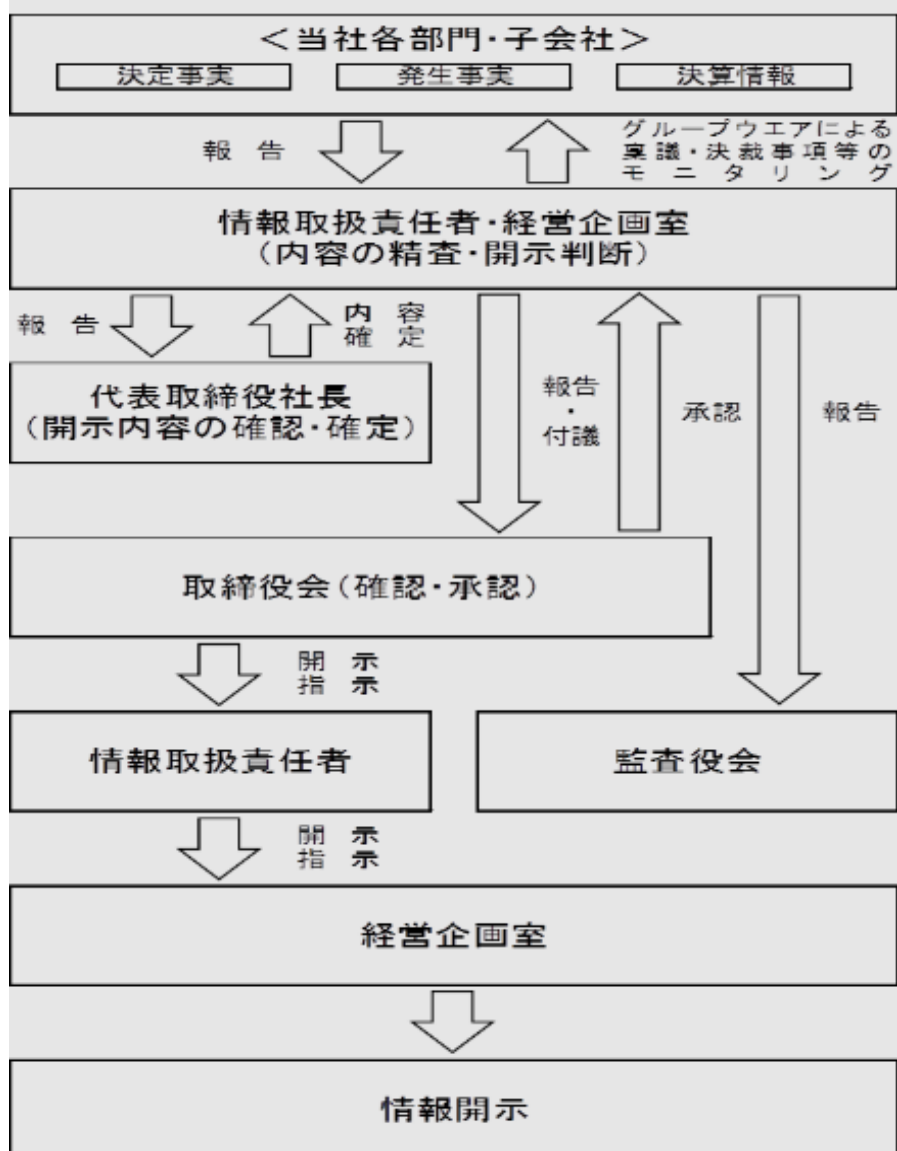 ＜当社各部門・子会社＞
決定事実
発生事実
決算情報
報告
グループウエアによる
稟議・決裁事項等の
モニタリング
情報取扱責任者・経営企画室
（内容の精査・開示判断）
報告
内容
確定
代表取締役社長
（開示内容の確認・確定）
報告
・
付議
承認
報告
取締役会（確認・承認）
開示
指示
情報取扱責任者
監査役会
開示
指示
経営企画室
情報開示